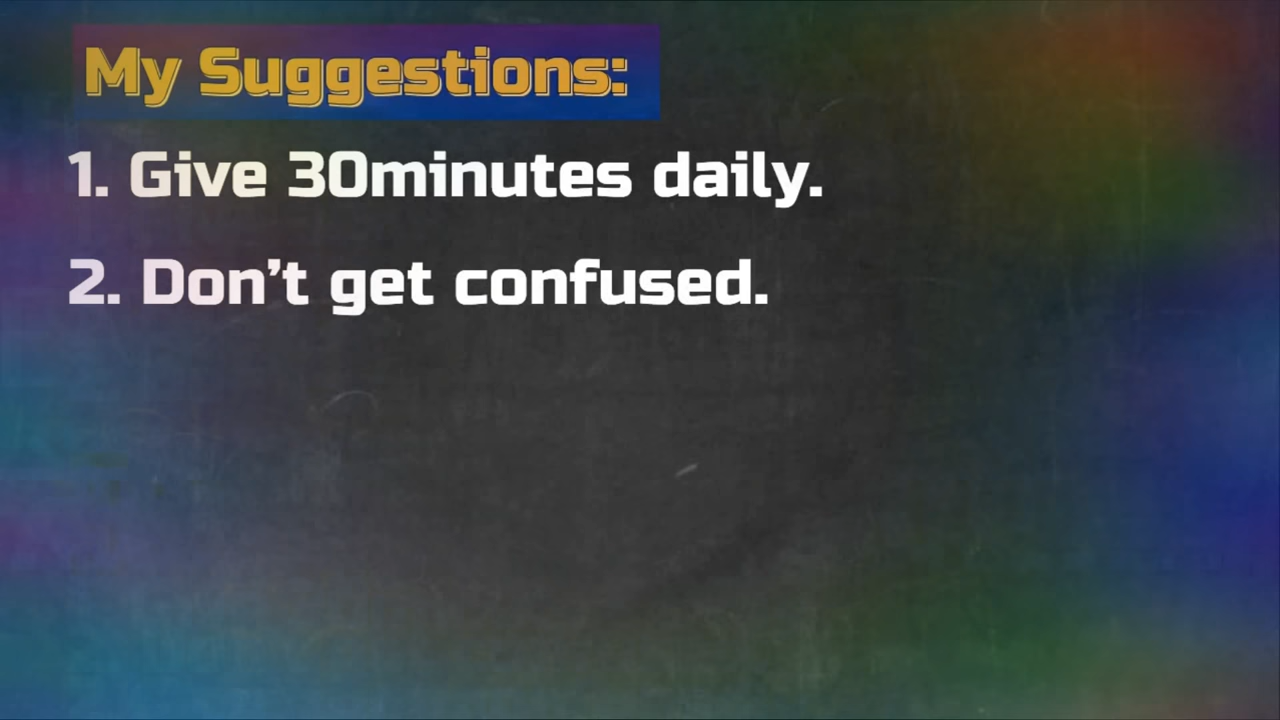 My Suggestions:
1. Give 30minutes daily.
2. Don’t get confused.